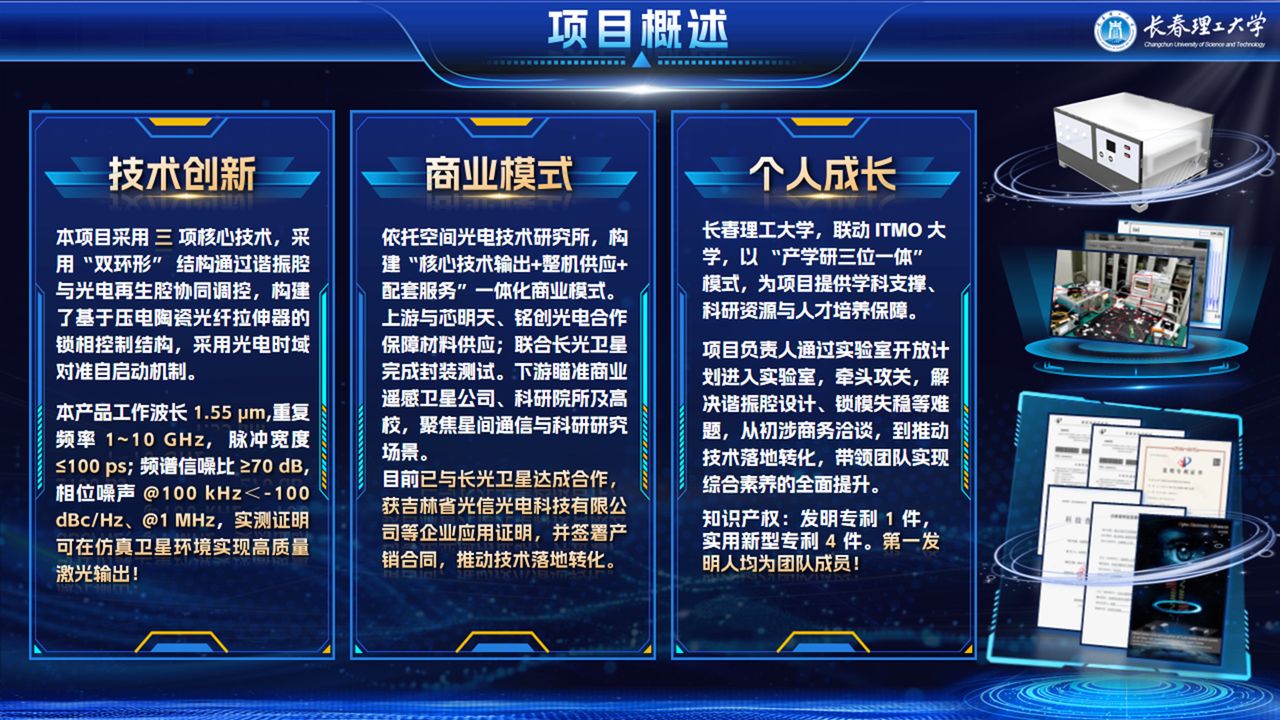 项目概述
长春理工大学
Changchun University of Science and Technology
技术创新
本项目采用 三 项核心技术，采
用“双环形” 结构通过谐振腔
与光电再生腔协同调控，构建
了基于压电陶瓷光纤拉伸器的
锁相控制结构，采用光电时域
对准自启动机制。
本产品工作波长 1.55 μm,重复
频率 1~10 GHz， 脉冲宽度
≤100 ps; 频谱信噪比 ≥70 dB,
相位噪声 @100 kHz＜-100
dBc/Hz、@1 MHz，实测证明
可在仿真卫星环境实现高质量
激光输出！
商业模式
依托空间光电技术研究所，构
建“核心技术输出+整机供应+
配套服务”一体化商业模式。
上游与芯明天、铭创光电合作
保障材料供应；联合长光卫星
完成封装测试。下游瞄准商业
遥感卫星公司、科研院所及高
校，聚焦星间通信与科研研究
场景。
目前已与长光卫星达成合作，
获吉林省光信光电科技有限公
司等企业应用证明，并签署产
销合同，推动技术落地转化。
个人成长
长春理工大学，联动 ITMO 大
学，以 “产学研三位一体”
模式，为项目提供学科支撑、
科研资源与人才培养保障。
项目负责人通过实验室开放计
划进入实验室，牵头攻关，解
决谐振腔设计、锁模失稳等难
题，从初涉商务洽谈，到推动
技术落地转化，带领团队实现
综合素养的全面提升。
知识产权：发明专利 1 件，
实用新型专利 4 件。第一发
明人均为团队成员！